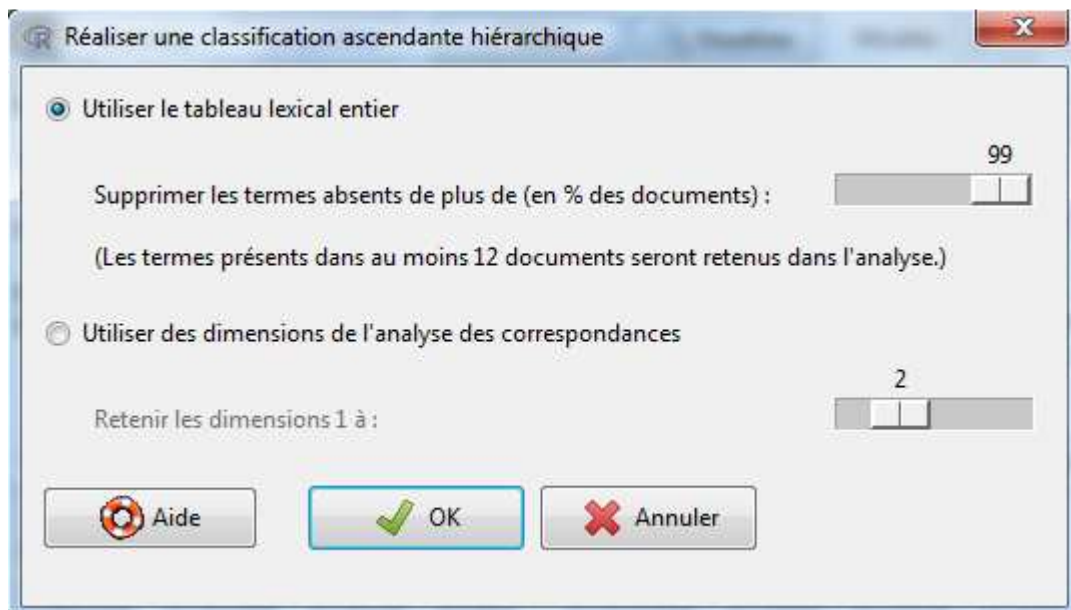 Réaliser une classification ascendante hiérarchique
Utiliser le tableau lexical entier
99
Supprimer les termes absents de plus de (en % des documents) :
(Les termes présents dans au moins 12 documents seront retenus dans l'analyse.)
Utiliser des dimensions de l'analyse des correspondances
2
Retenir les dimensions 1 à :
Aide OK Annuler